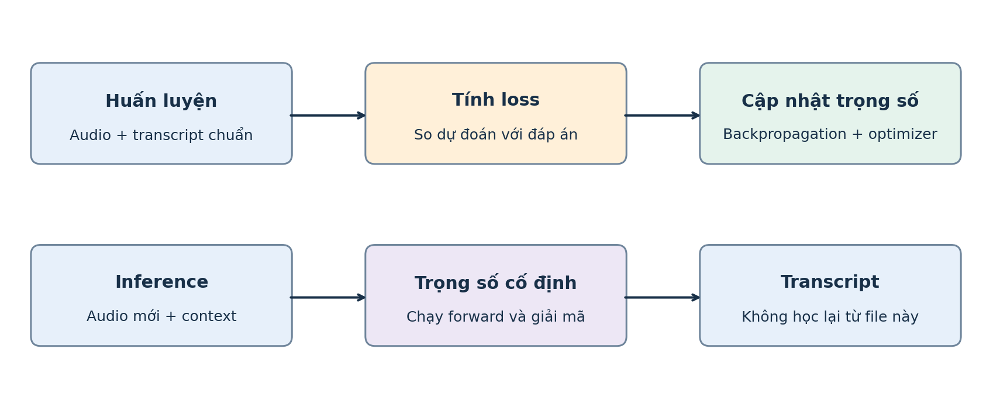 Huấn luyện
Audio + transcript chuẩn
Tính loss
So dự đoán với đáp án
Cập nhật trọng số
Backpropagation + optimizer
Inference
Audio mới + context
Trọng số cố định
Chạy forward và giải mã
Transcript
Không học lại từ file này